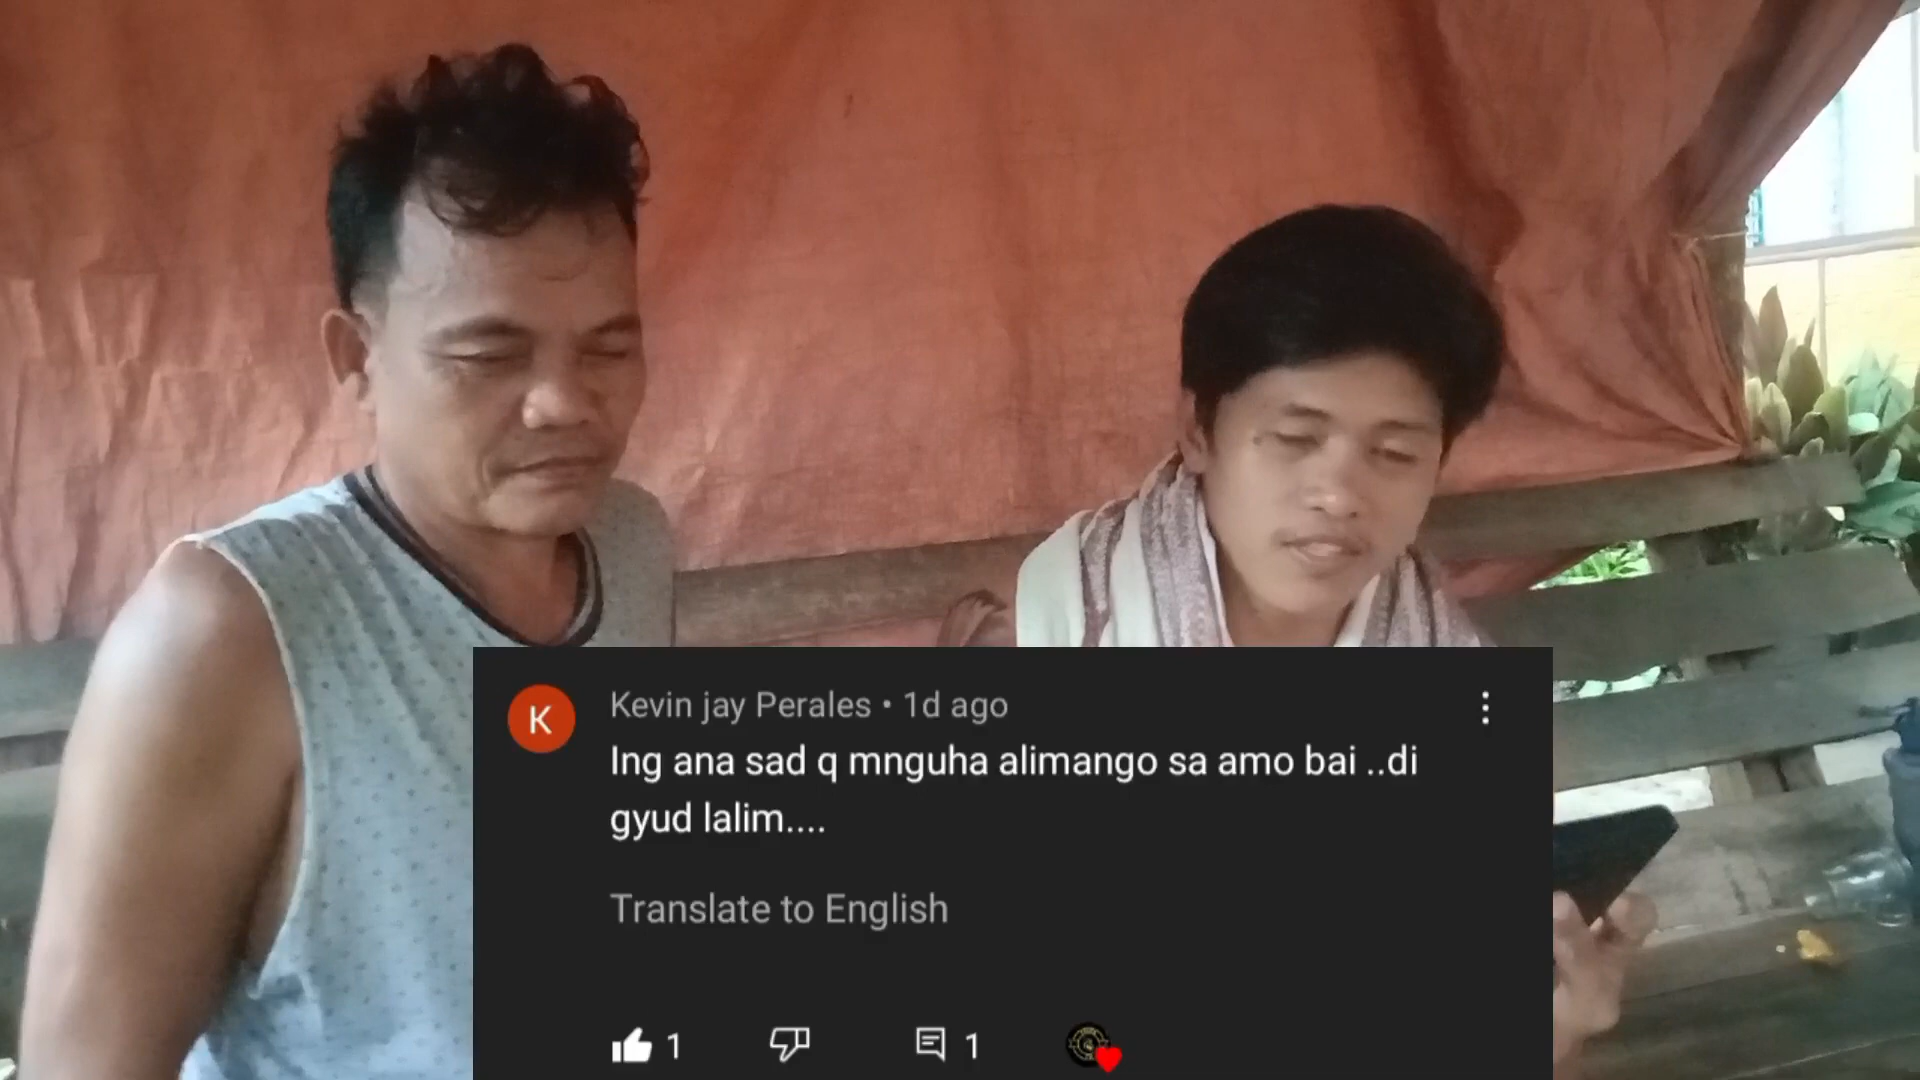 K
Kevin jay Perales • 1d ago
Ing ana sad q mnguha alimango sa amo bai ..di
gyud lalim....
Translate to English
1
1